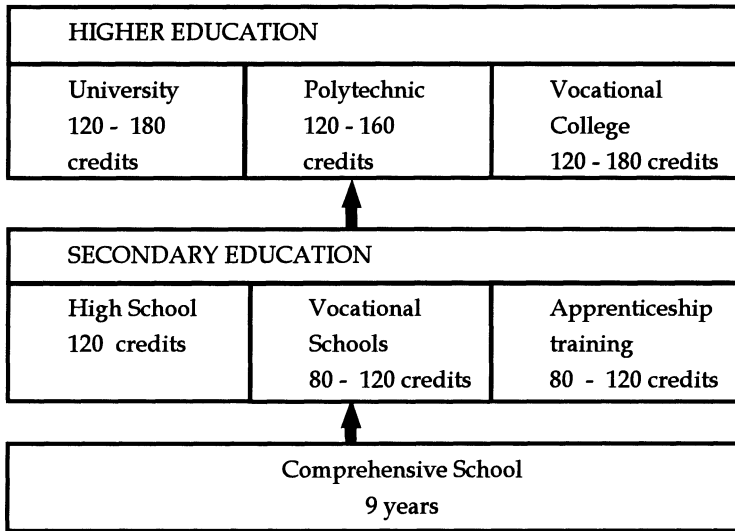 HIGHER EDUCATION
University
120 - 180
credits
Polytechnic
120 - 160
credits
Vocational
College
120 - 180 credits
SECONDARY EDUCATION
High School
120 credits
Vocational
Schools
80 - 120 credits
Apprenticeship
training
80 - 120 credits
Comprehensive School
9 years